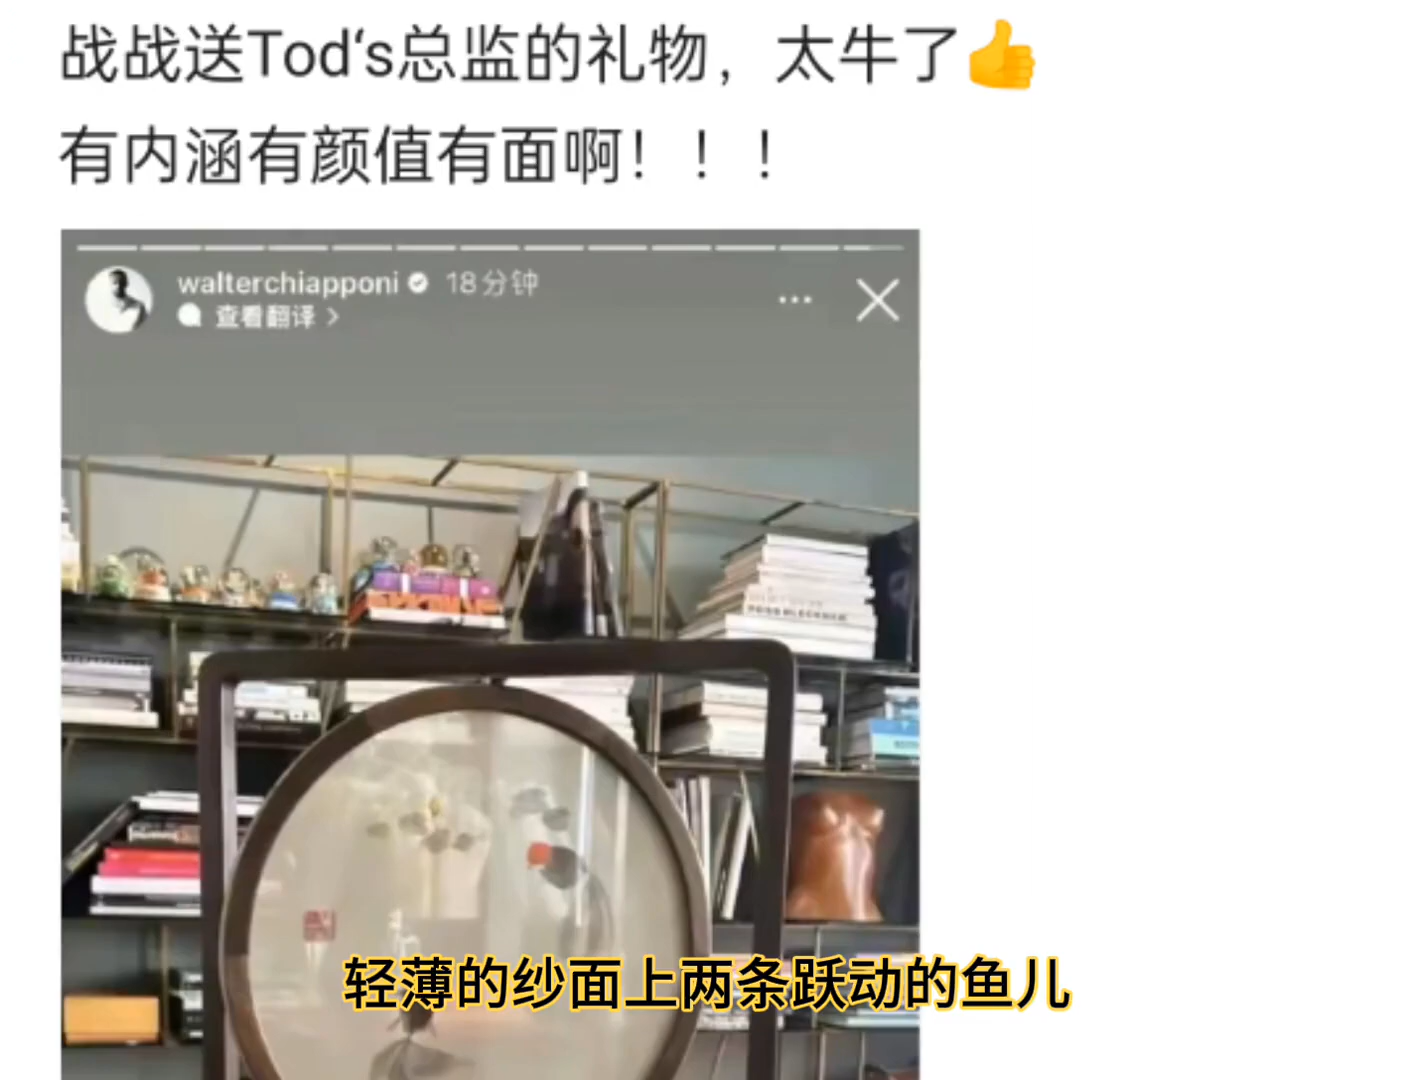 战战送Tod‘s总监的礼物，太牛了👍
有内涵有颜值有面啊！！！
walterchiapponi 18分钟
查看翻译
轻薄的纱面上两条跃动的鱼儿